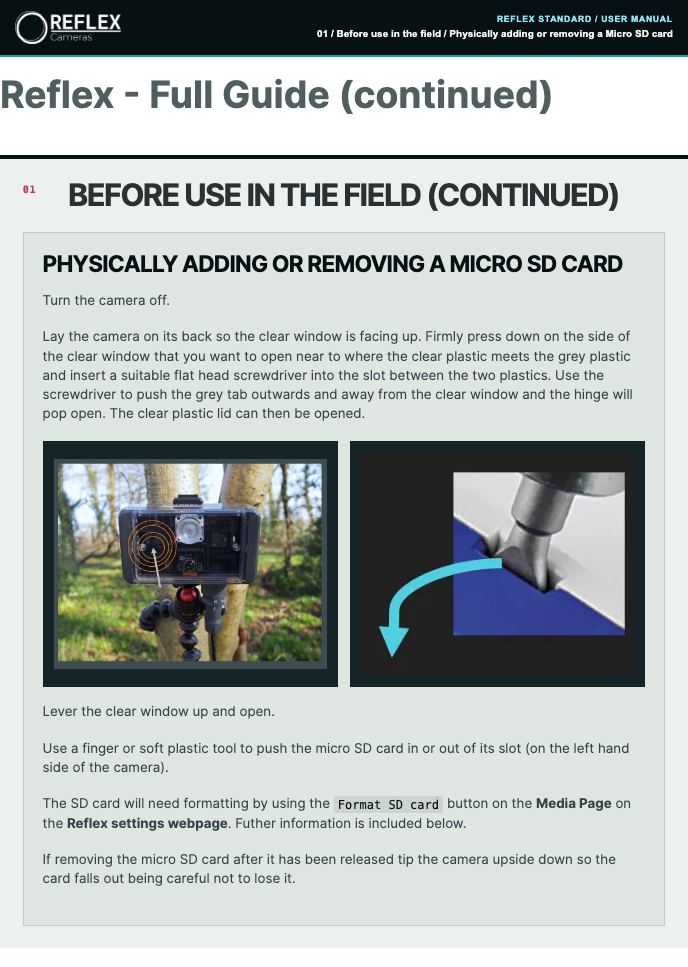 REFLEX
Cameras
REFLEX STANDARD / USER MANUAL
01 / Before use in the field / Physically adding or removing a Micro SD card
Reflex - Full Guide (continued)
01
BEFORE USE IN THE FIELD (CONTINUED)
PHYSICALLY ADDING OR REMOVING A MICRO SD CARD
Turn the camera off.
Lay the camera on its back so the clear window is facing up. Firmly press down on the side of
the clear window that you want to open near to where the clear plastic meets the grey plastic
and insert a suitable flat head screwdriver into the slot between the two plastics. Use the
screwdriver to push the grey tab outwards and away from the clear window and the hinge will
pop open. The clear plastic lid can then be opened.
Lever the clear window up and open.
Use a finger or soft plastic tool to push the micro SD card in or out of its slot (on the left hand
side of the camera).
The SD card will need formatting by using the Format SD card button on the Media Page on
the Reflex settings webpage. Futher information is included below.
If removing the micro SD card after it has been released tip the camera upside down so the
card falls out being careful not to lose it.